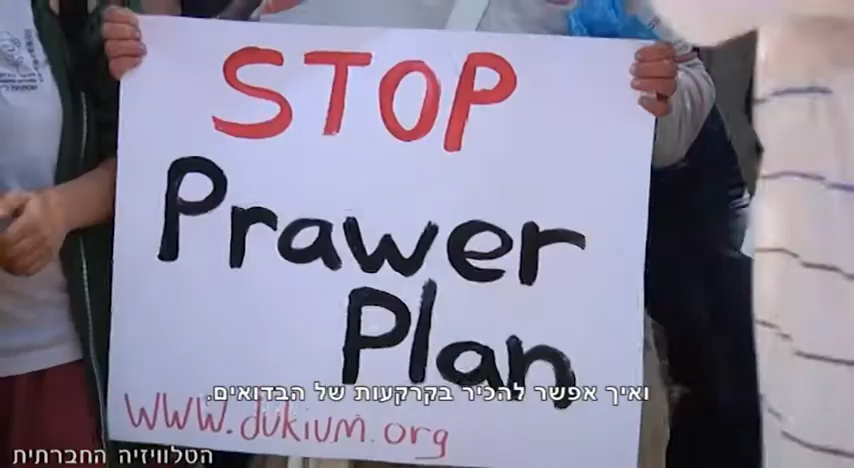 STOP
Prawer
Plan
ואיך אפשר להכיר בקרקעות של הבדואים.
www.dukium.org
הטלוויזיה החברתית